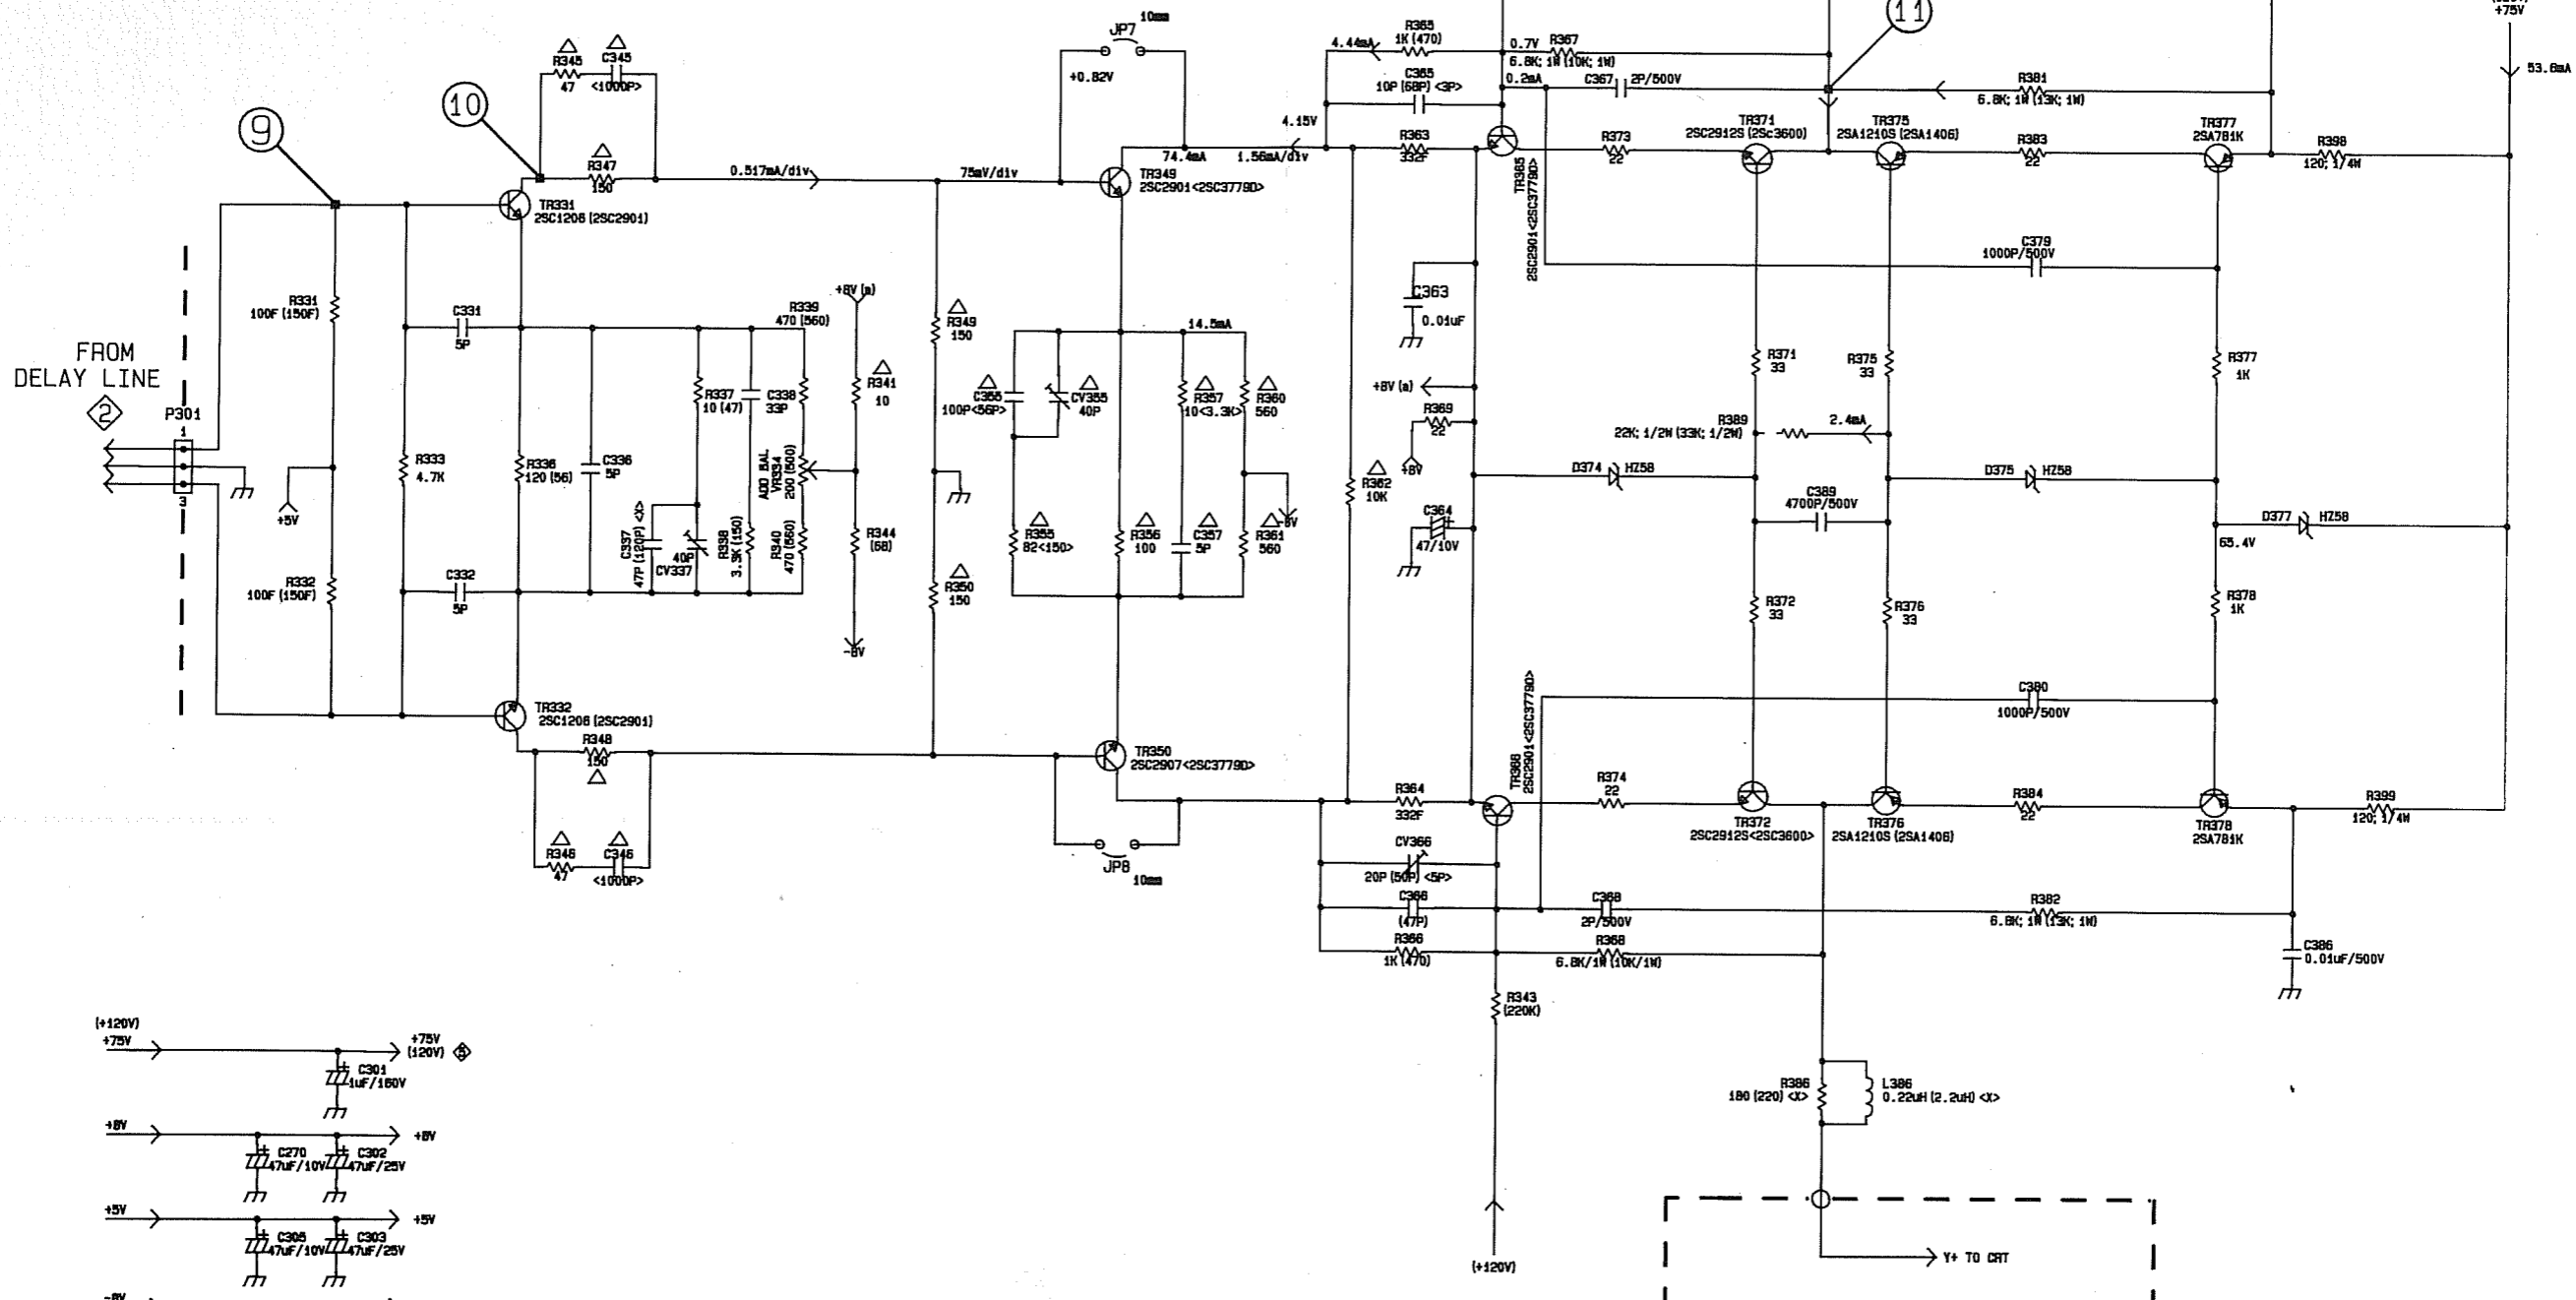 10mm
JP7
+0.82V
R365
1K (470)
4.44mA
0.7V
R367
6.8K; 1W (10K; 1W)
11
+75V
53.6mA
R345
47
C345
<1000P>
C365
10P (68P) <3P>
0.2mA
C367
2P/500V
R381
6.8K; 1W (13K; 1W)
10
9
4.15V
R363
332F
TR365
2SC2901<2SC3779D>
R373
22
TR371
2SC2912S (2Sc3600)
TR375
2SA1210S (2SA1406)
R383
22
TR377
2SA781K
R398
120; 1/4W
R347
150
0.517mA/div
75mV/div
74.4mA
1.56mA/div
TR349
2SC2901<2SC3779D>
TR331
2SC1206 (2SC2901)
C379
1000P/500V
C363
0.01uF
R331
100F (150F)
C331
5P
R339
470 (560)
+8V (a)
R349
150
14.5mA
FROM
DELAY LINE
2
P301
1
3
R337
10 (47)
C338
33P
R341
10
C355
100P<56P>
CV355
40P
R357
10<3.3K>
R360
560
+8V (a)
R369
22
+8V
R371
33
R375
33
R377
1K
R389
22K; 1/2W (33K; 1/2W)
2.4mA
R333
4.7K
R336
120 (56)
C336
5P
ADD BAL
VR334
200 (500)
R362
10K
D374
HZ58
D375
HZ58
C389
4700P/500V
D377
HZ58
65.4V
+5V
C337
47P (120P) <X>
40P
CV337
R338
3.3K (150)
R340
470 (560)
R344
(68)
R355
82<150>
R356
100
C357
5P
-8V
R361
560
C364
47/10V
R332
100F (150F)
C332
5P
R350
150
R372
33
R376
33
R378
1K
-8V
C380
1000P/500V
TR332
2SC1206 (2SC2901)
R348
150
TR350
2SC2907<2SC3779D>
TR366
2SC2901<2SC3779D>
R364
332F
R374
22
TR372
2SC2912S<2SC3600>
TR376
2SA1210S (2SA1406)
R384
22
TR378
2SA781K
R399
120; 1/4W
R346
47
C346
<1000P>
JP8
10mm
CV366
20P (50P) <5P>
C366
(47P)
C368
2P/500V
R382
6.8K; 1W (13K; 1W)
R366
1K (470)
R368
6.8K/1W (10K/1W)
C386
0.01uF/500V
R343
(220K)
(+120V)
+75V
+75V
(120V)
C301
1uF/160V
R386
180 (220) <X>
L386
0.22uH (2.2uH) <X>
+8V
+8V
C270
47uF/10V
C302
47uF/25V
+5V
+5V
C305
47uF/10V
C303
47uF/25V
(+120V)
Y+ TO CRT
-8V